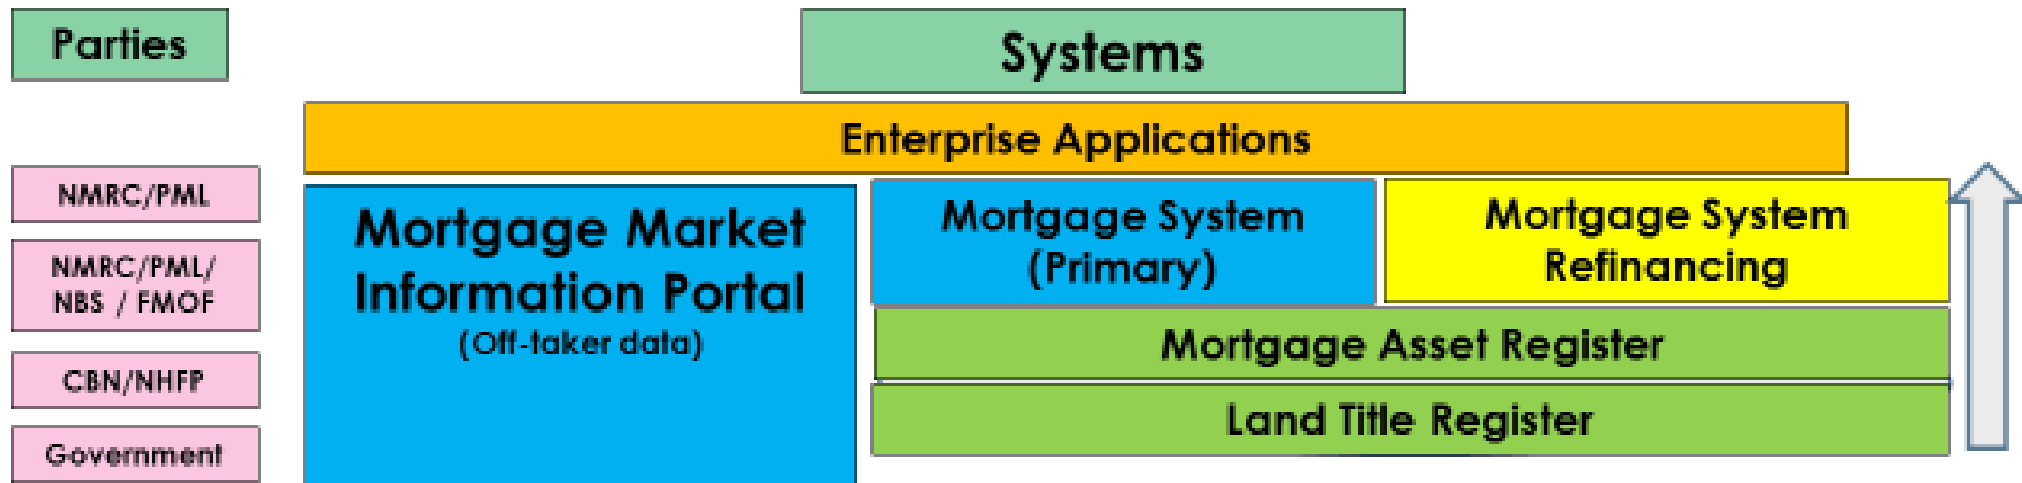 Parties
Systems
Enterprise Applications
NMRC/PML
NMRC/PML/
NBS / FMOF
CBN/NHFP
Government
Mortgage Market
Information Portal
(Off-taker data)
Mortgage System
(Primary)
Mortgage System
Refinancing
Mortgage Asset Register
Land Title Register